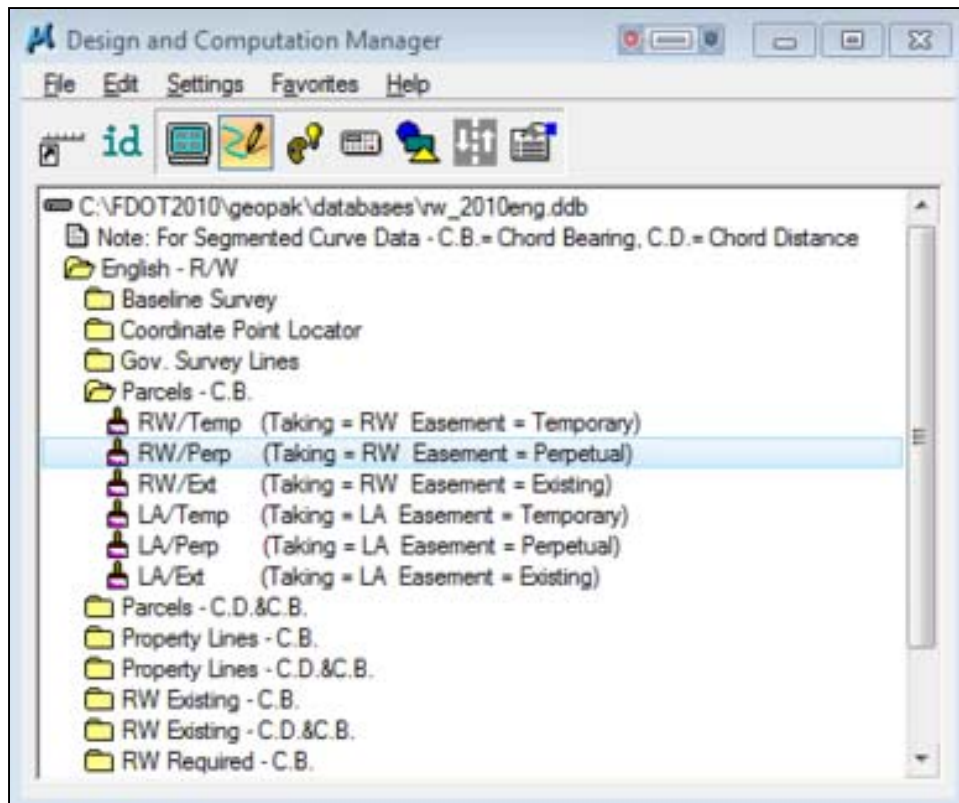 Design and Computation Manager
File Edit Settings Favorites Help
id
C:\FDOT2010\geopak\databases\rw_2010eng.ddb
Note: For Segmented Curve Data - C.B.= Chord Bearing, C.D.= Chord Distance
English - R/W
Baseline Survey
Coordinate Point Locator
Gov. Survey Lines
Parcels - C.B.
RW/Temp (Taking = RW Easement = Temporary)
RW/Perp (Taking = RW Easement = Perpetual)
RW/Ext (Taking = RW Easement = Existing)
LA/Temp (Taking = LA Easement = Temporary)
LA/Perp (Taking = LA Easement = Perpetual)
LA/Ext (Taking = LA Easement = Existing)
Parcels - C.D.&C.B.
Property Lines - C.B.
Property Lines - C.D.&C.B.
RW Existing - C.B.
RW Existing - C.D.&C.B.
RW Required - C.B.